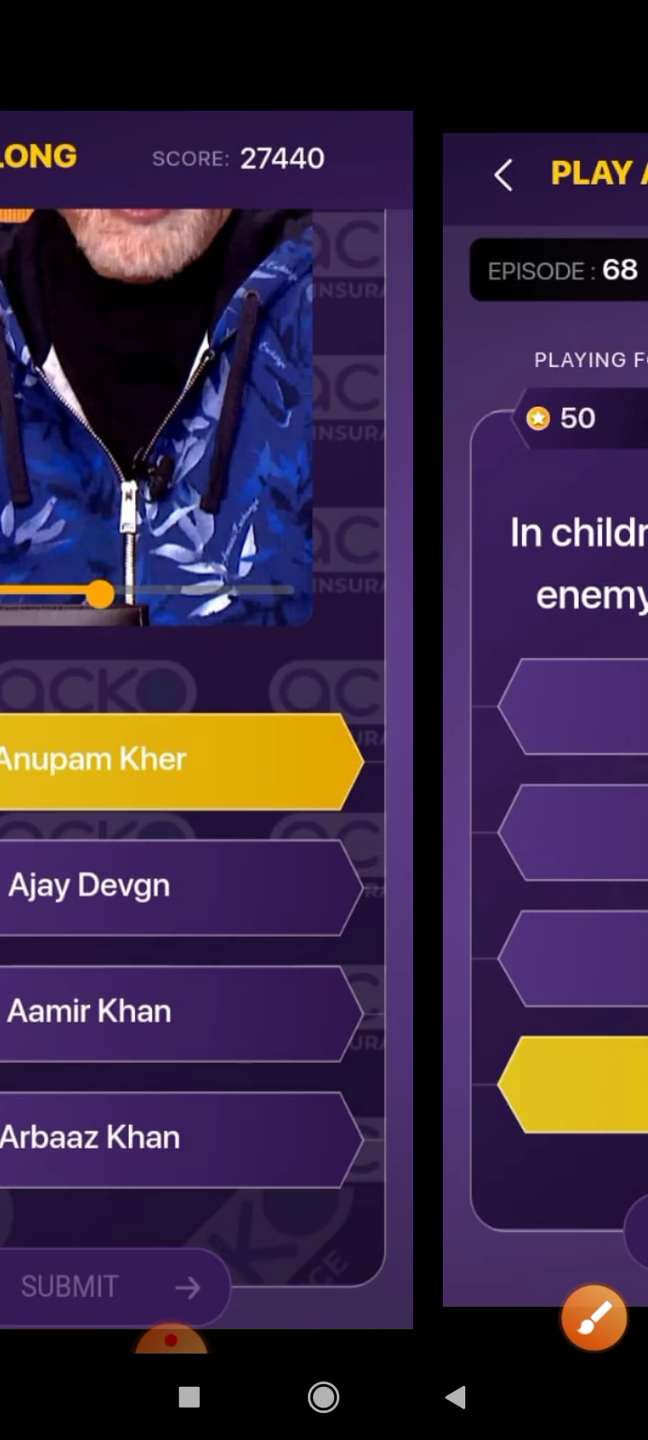 LONG
SCORE: 27440
Anupam Kher
Ajay Devgn
Aamir Khan
Arbaaz Khan
SUBMIT
acko
PLAY
EPISODE : 68
PLAYING
50
In
enemy